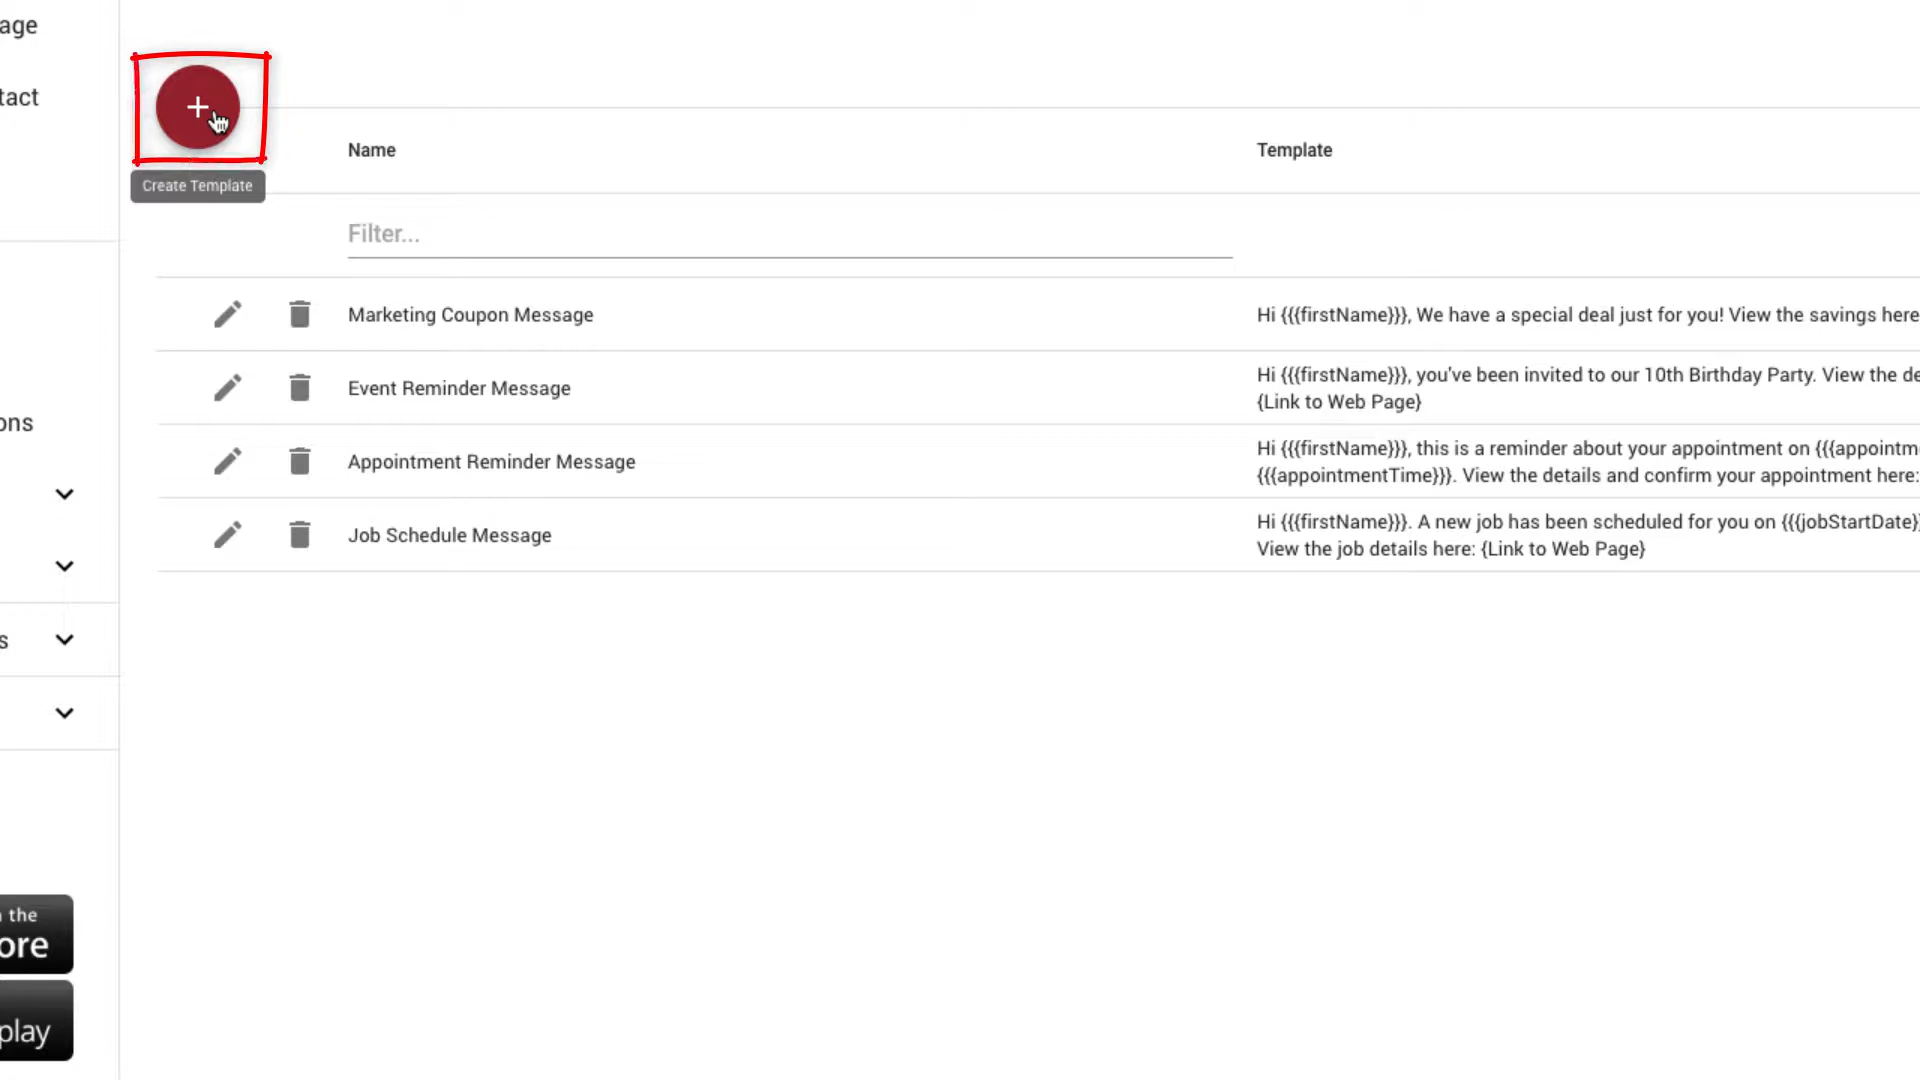 age
tact
Create Template
Name
Template
Filter...
Marketing Coupon Message
Hi {{{firstName}}}, We have a special deal just for you! View the savings here
Event Reminder Message
Hi {{{firstName}}}, you've been invited to our 10th Birthday Party. View the de
{Link to Web Page}
Appointment Reminder Message
Hi {{{firstName}}}, this is a reminder about your appointment on {{{appointm
{{{appointmentTime}}}. View the details and confirm your appointment here:
Job Schedule Message
Hi {{{firstName}}}. A new job has been scheduled for you on {{{jobStartDate}}
View the job details here: {Link to Web Page}
ons
s
n the
ore
play